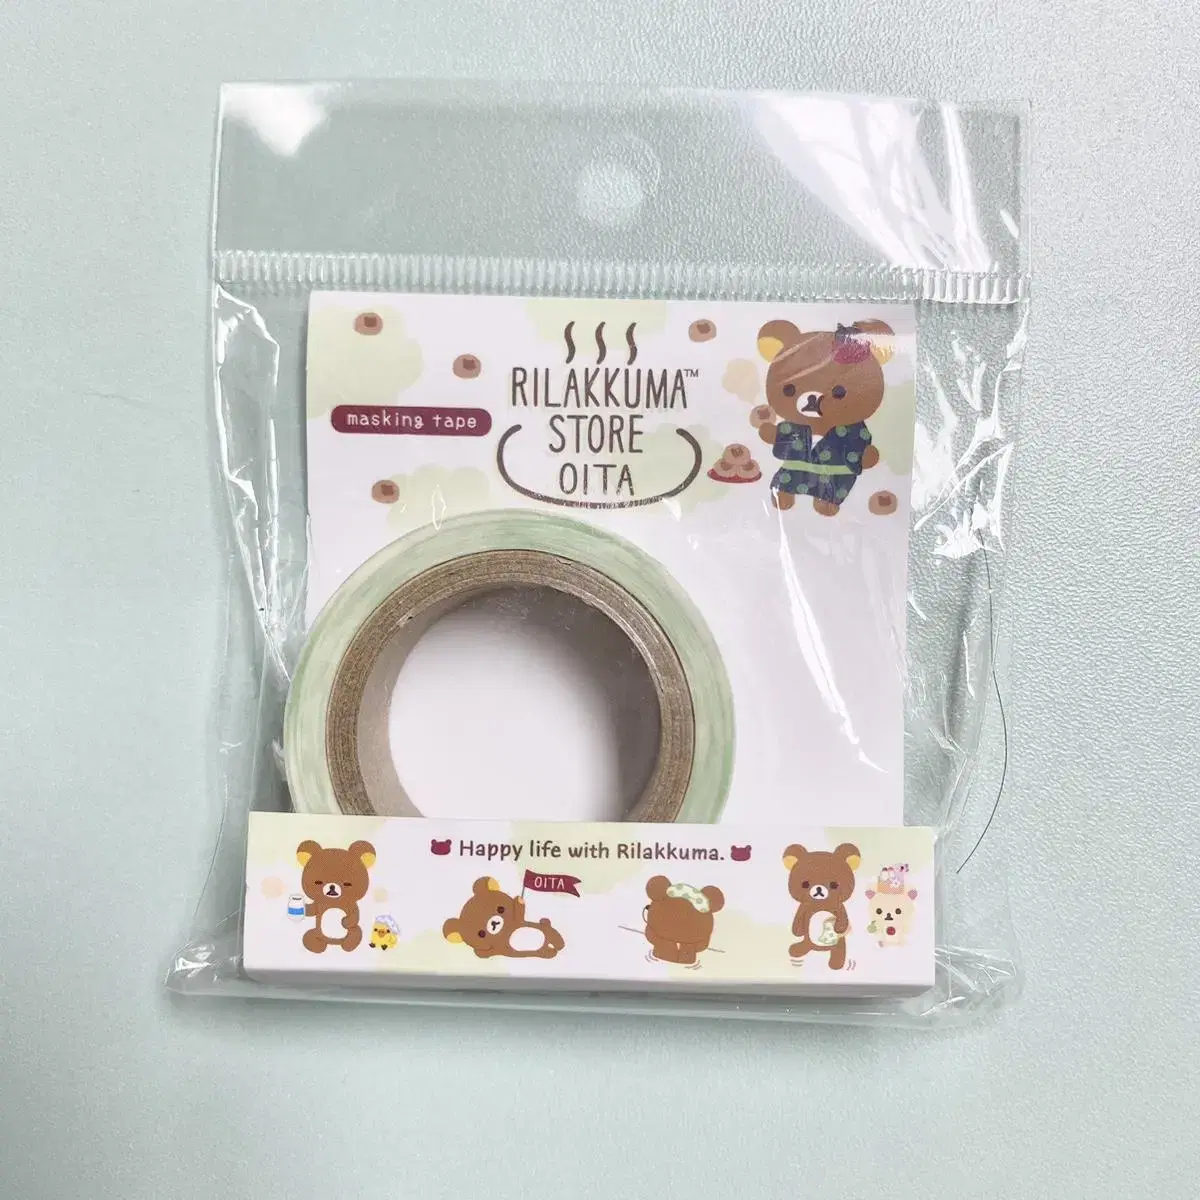 masking tape
RILAKKUMA™
STORE
OITA
Happy life with Rilakkuma.
OITA